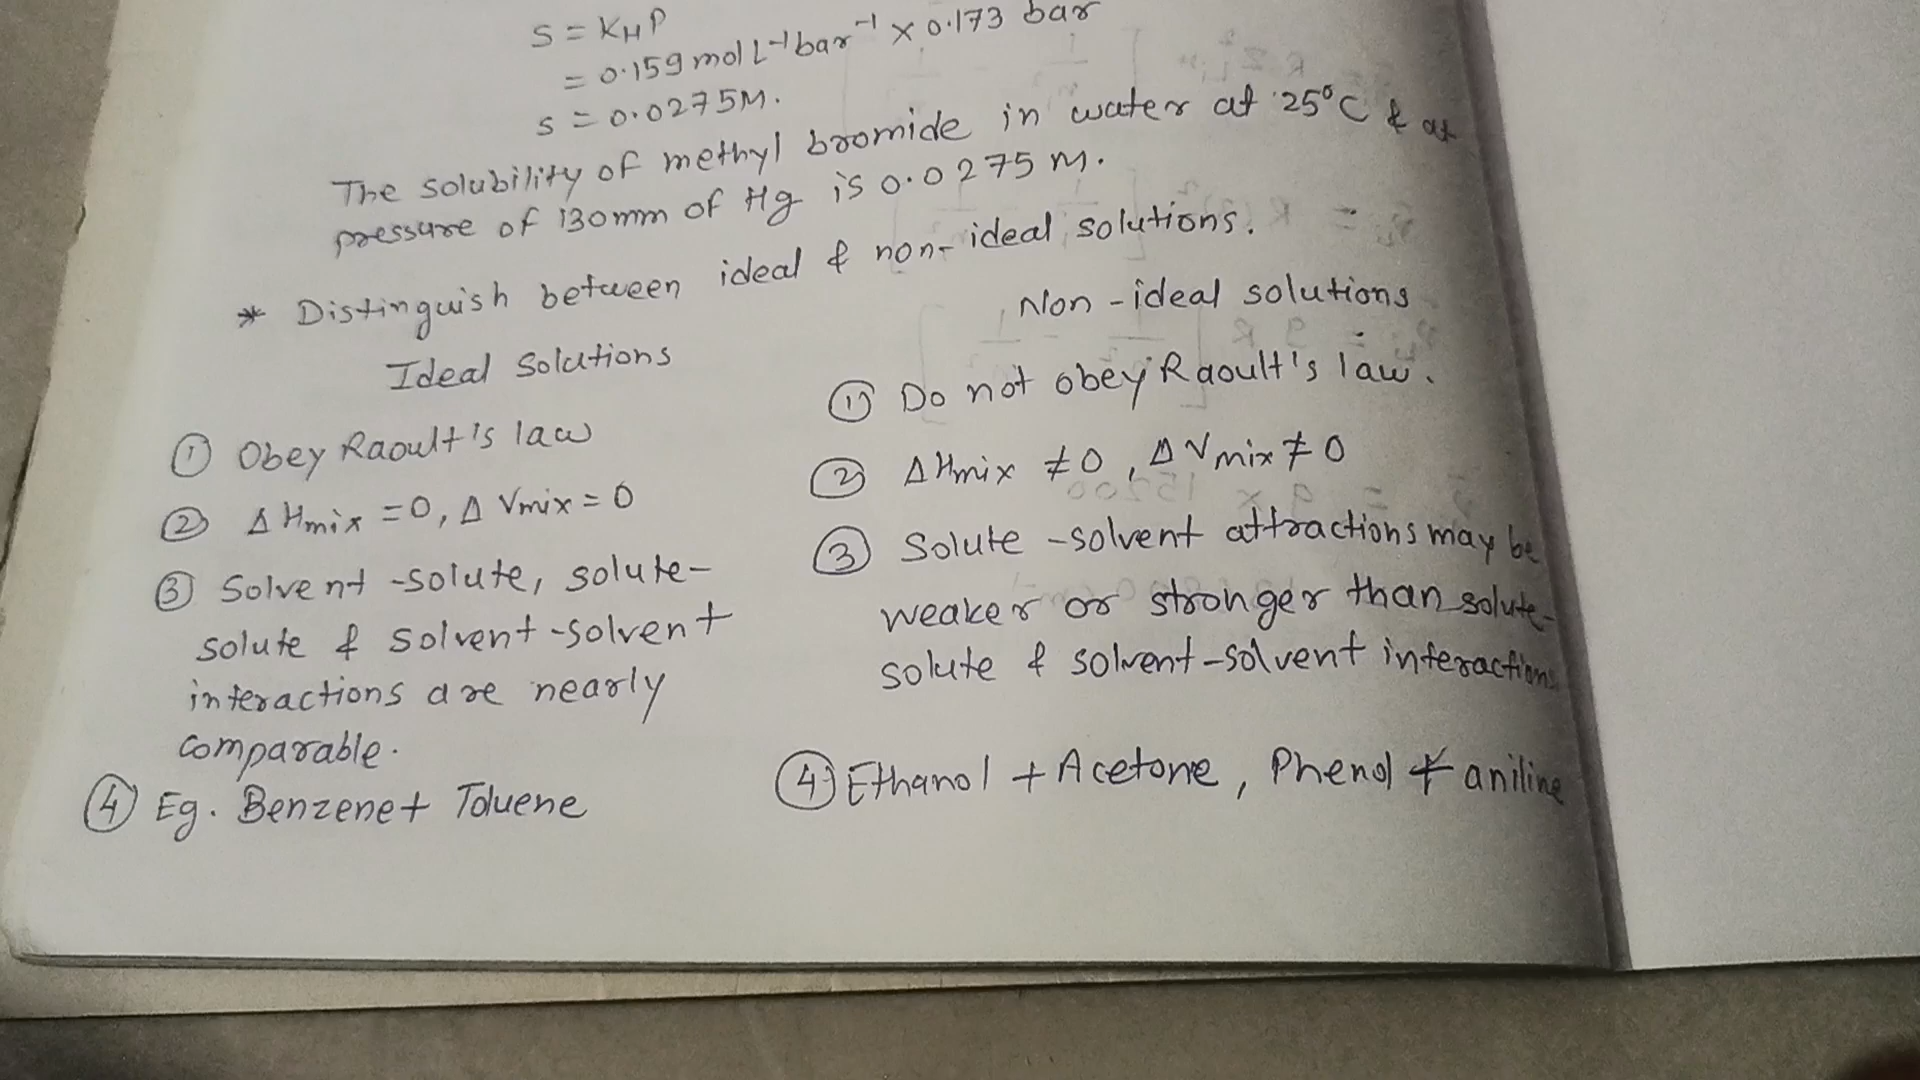 S = KHP
= 0.159 mol L⁻¹ bar⁻¹ × 0.173 bar
s = 0.0275M.
The solubility of methyl bromide in water at 25°C & at
pressure of 130mm of Hg is 0.0275 M.
* Distinguish between ideal & non-ideal solutions.
Ideal Solutions
Non-ideal solutions
① Obey Raoult's law
① Do not obey Raoult's law.
② ΔHmix = 0, ΔVmix = 0
② ΔHmix ≠ 0, ΔVmix ≠ 0
③ Solvent-solute, solute-
solute & solvent-solvent
interactions are nearly
comparable.
③ Solute-solvent attractions may be
weaker or stronger than solute-
solute & solvent-solvent interactions
④ Eg. Benzene + Toluene
④ Ethanol + Acetone, Phenol + aniline